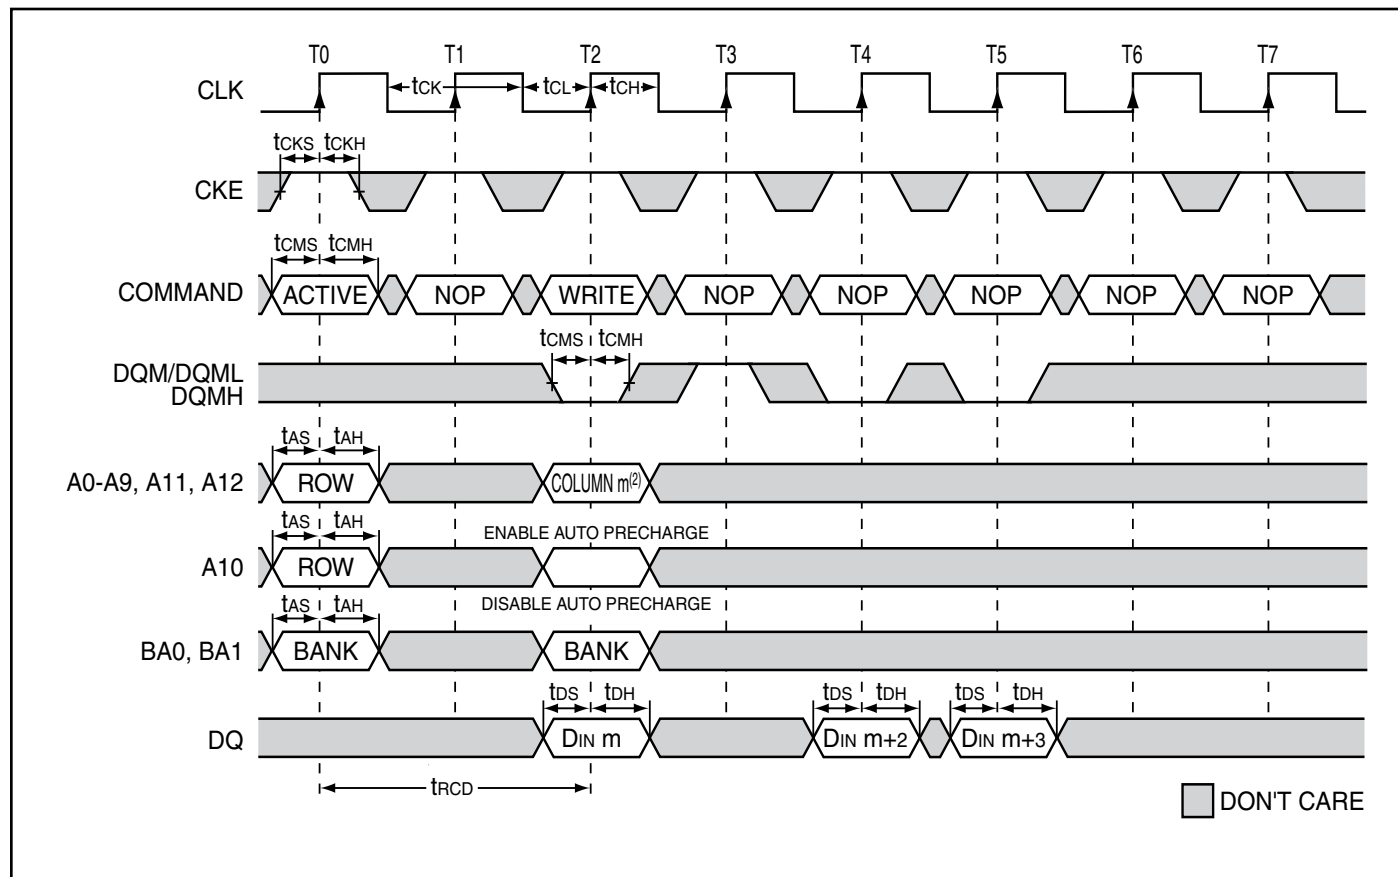 T0 T1 T2 T3 T4 T5 T6 T7
CLK tCK tCL tCH
tCKS tCKH
CKE
tCMS tCMH
COMMAND ACTIVE NOP WRITE NOP NOP NOP NOP NOP
tCMS tCMH
DQM/DQML
DQMH
tAS tAH
A0-A9, A11, A12 ROW COLUMN m(2)
tAS tAH ENABLE AUTO PRECHARGE
A10 ROW
tAS tAH DISABLE AUTO PRECHARGE
BA0, BA1 BANK BANK
tDS tDH tDS tDH tDS tDH
DQ DIN m DIN m+2 DIN m+3
tRCD
DON'T CARE